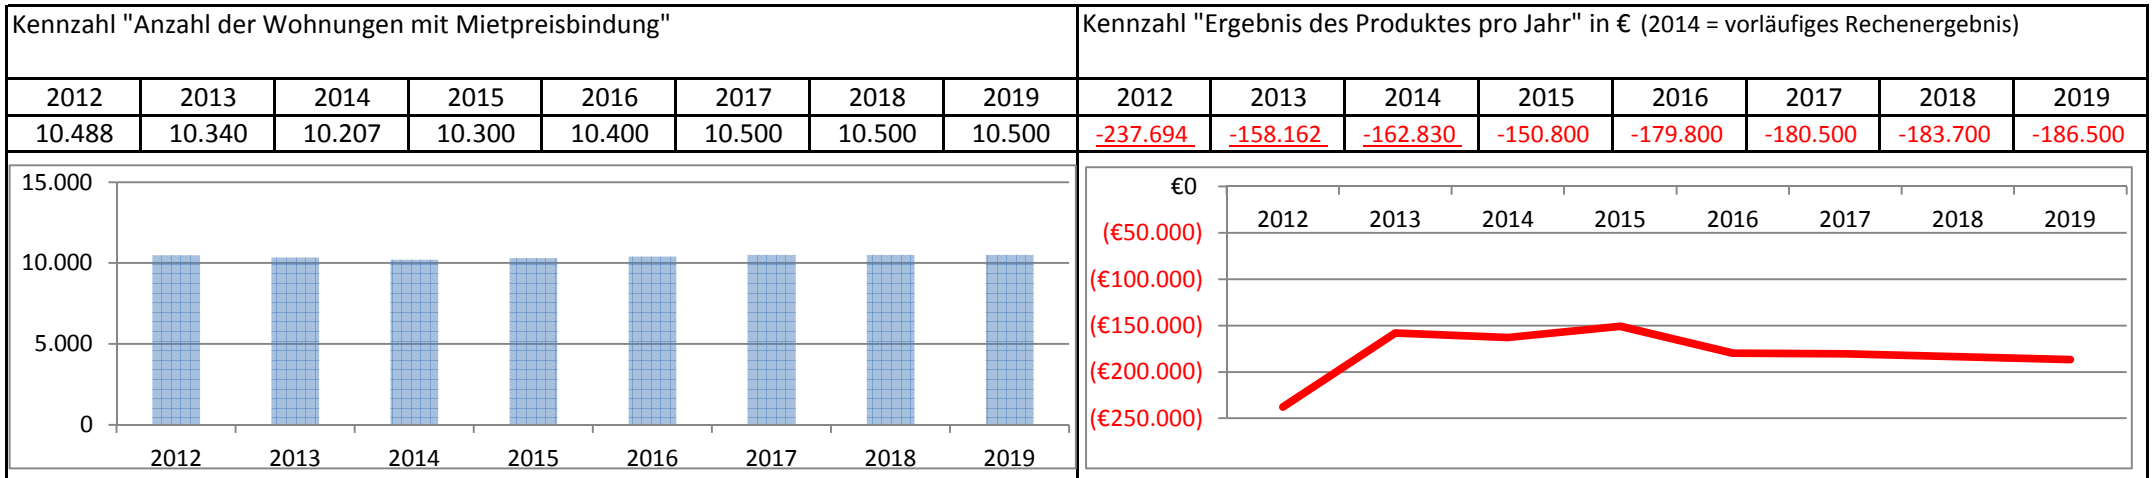 Kennzahl "Anzahl der Wohnungen mit Mietpreisbindung"
2012 2013 2014 2015 2016 2017 2018 2019
10.488 10.340 10.207 10.300 10.400 10.500 10.500 10.500
15.000
10.000
5.000
0
2012 2013 2014 2015 2016 2017 2018 2019
Kennzahl "Ergebnis des Produktes pro Jahr" in € (2014 = vorläufiges Rechenergebnis)
2012 2013 2014 2015 2016 2017 2018 2019
-237.694 -158.162 -162.830 -150.800 -179.800 -180.500 -183.700 -186.500
€0
2012 2013 2014 2015 2016 2017 2018 2019
(€50.000)
(€100.000)
(€150.000)
(€200.000)
(€250.000)